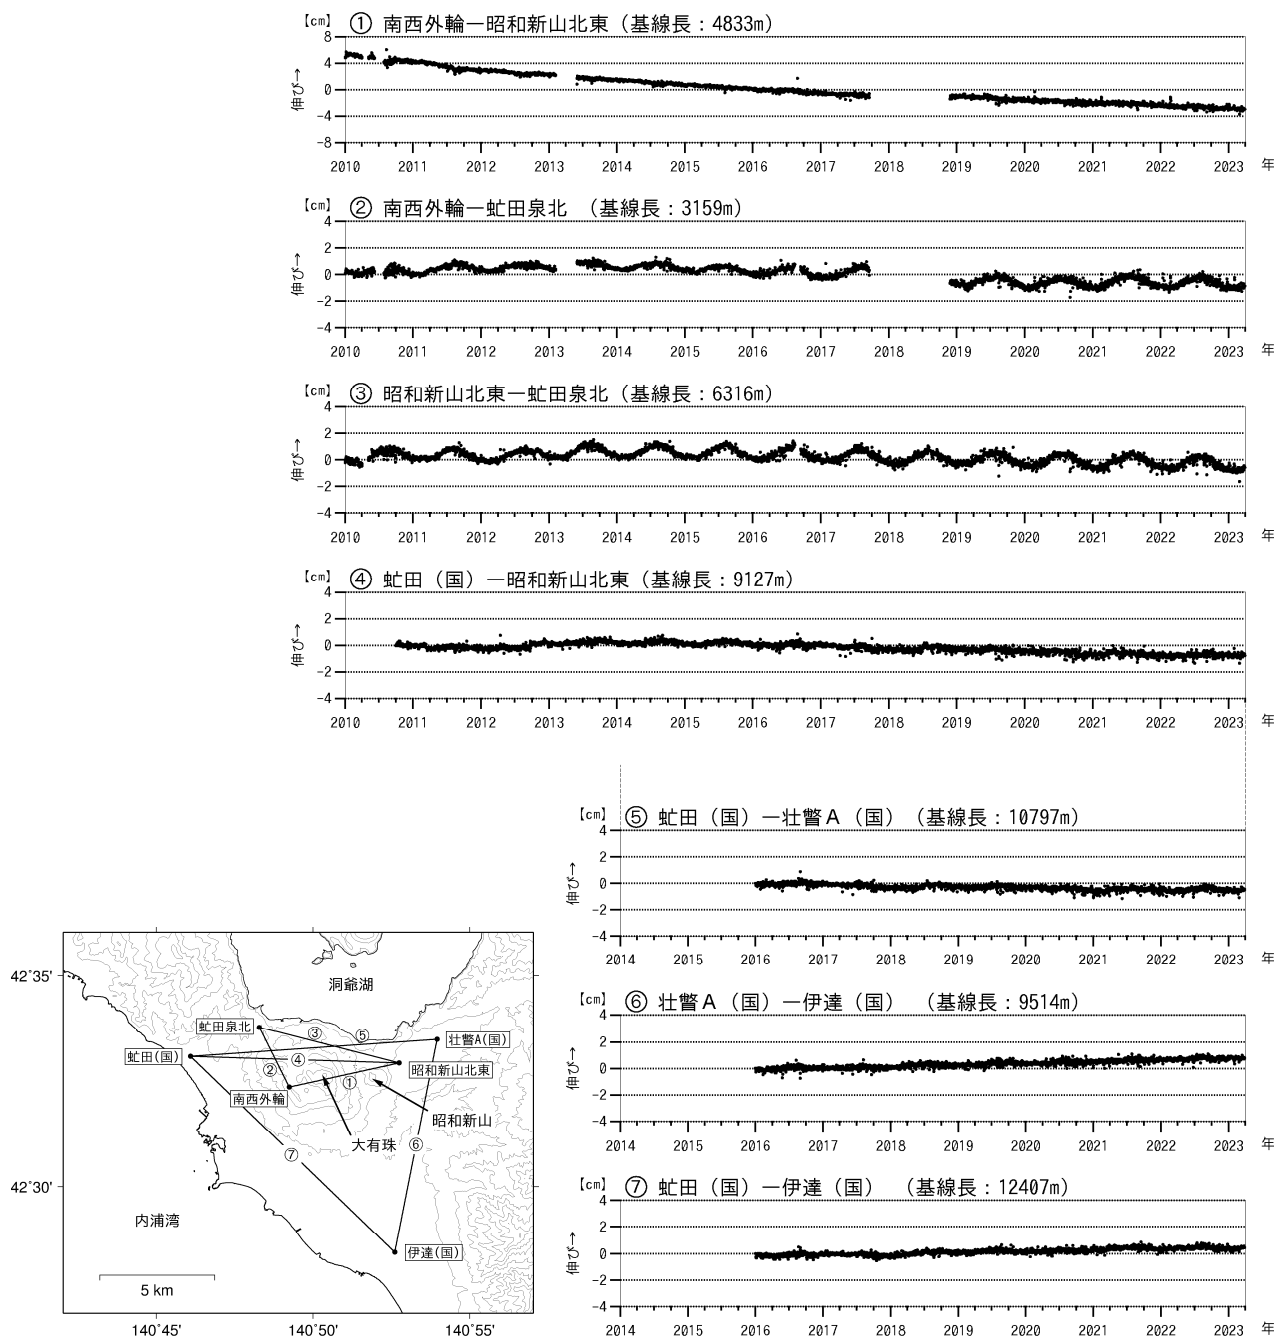 [cm] ① 南西外輪―昭和新山北東（基線長：4833m）
8
4
0
-4
-8
伸び→
2010 2011 2012 2013 2014 2015 2016 2017 2018 2019 2020 2021 2022 2023 年
[cm] ② 南西外輪―虻田泉北 （基線長：3159m）
4
2
0
-2
-4
伸び→
2010 2011 2012 2013 2014 2015 2016 2017 2018 2019 2020 2021 2022 2023 年
[cm] ③ 昭和新山北東―虻田泉北（基線長：6316m）
4
2
0
-2
-4
伸び→
2010 2011 2012 2013 2014 2015 2016 2017 2018 2019 2020 2021 2022 2023 年
[cm] ④ 虻田（国）―昭和新山北東（基線長：9127m）
4
2
0
-2
-4
伸び→
2010 2011 2012 2013 2014 2015 2016 2017 2018 2019 2020 2021 2022 2023 年
[cm] ⑤ 虻田（国）―壮瞥A（国）（基線長：10797m）
4
2
0
-2
-4
伸び→
2014 2015 2016 2017 2018 2019 2020 2021 2022 2023 年
[cm] ⑥ 壮瞥A（国）―伊達（国） （基線長：9514m）
4
2
0
-2
-4
伸び→
2014 2015 2016 2017 2018 2019 2020 2021 2022 2023 年
[cm] ⑦ 虻田（国）―伊達（国） （基線長：12407m）
4
2
0
-2
-4
伸び→
2014 2015 2016 2017 2018 2019 2020 2021 2022 2023 年
42˚35'
洞爺湖
虻田泉北
③
⑤
壮瞥A(国)
虻田(国)
④
②
①
昭和新山北東
南西外輪
昭和新山
大有珠
⑥
⑦
42˚30'
内浦湾
伊達(国)
5 km
140˚45' 140˚50' 140˚55'